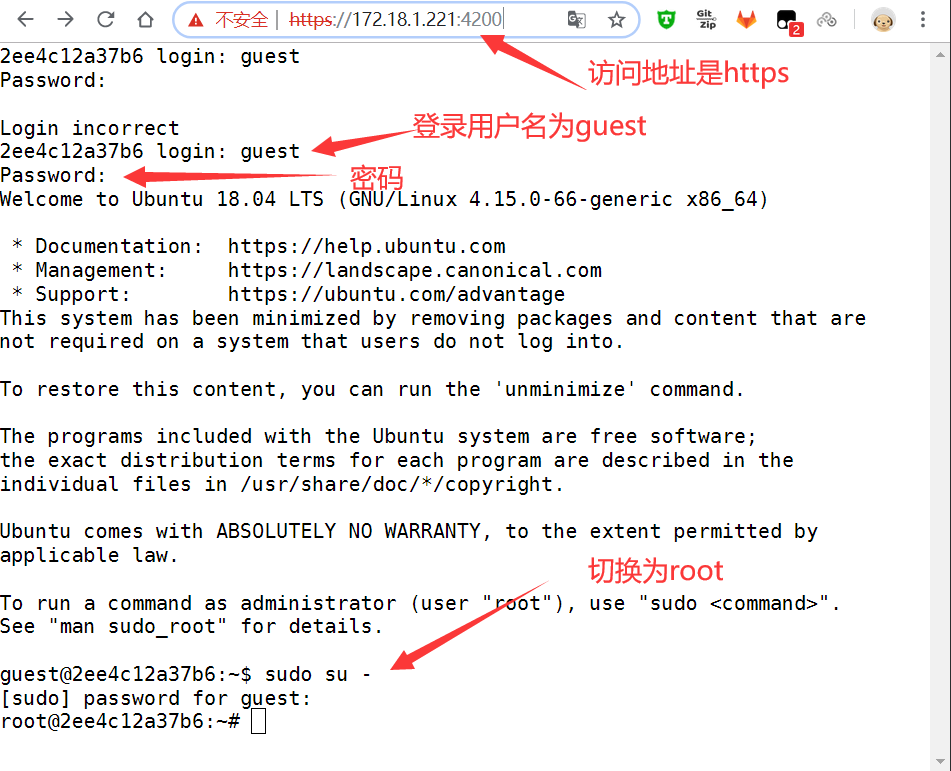 不安全 | https://172.18.1.221:4200
Git
Zip
2
访问地址是https
2ee4c12a37b6 login: guest
Password:
Login incorrect
登录用户名为guest
2ee4c12a37b6 login: guest
Password:
密码
Welcome to Ubuntu 18.04 LTS (GNU/Linux 4.15.0-66-generic x86_64)
* Documentation:  https://help.ubuntu.com
* Management:     https://landscape.canonical.com
* Support:        https://ubuntu.com/advantage
This system has been minimized by removing packages and content that are
not required on a system that users do not log into.
To restore this content, you can run the 'unminimize' command.
The programs included with the Ubuntu system are free software;
the exact distribution terms for each program are described in the
individual files in /usr/share/doc/*/copyright.
Ubuntu comes with ABSOLUTELY NO WARRANTY, to the extent permitted by
applicable law.
切换为root
To run a command as administrator (user "root"), use "sudo <command>".
See "man sudo_root" for details.
guest@2ee4c12a37b6:~$ sudo su -
[sudo] password for guest:
root@2ee4c12a37b6:~#